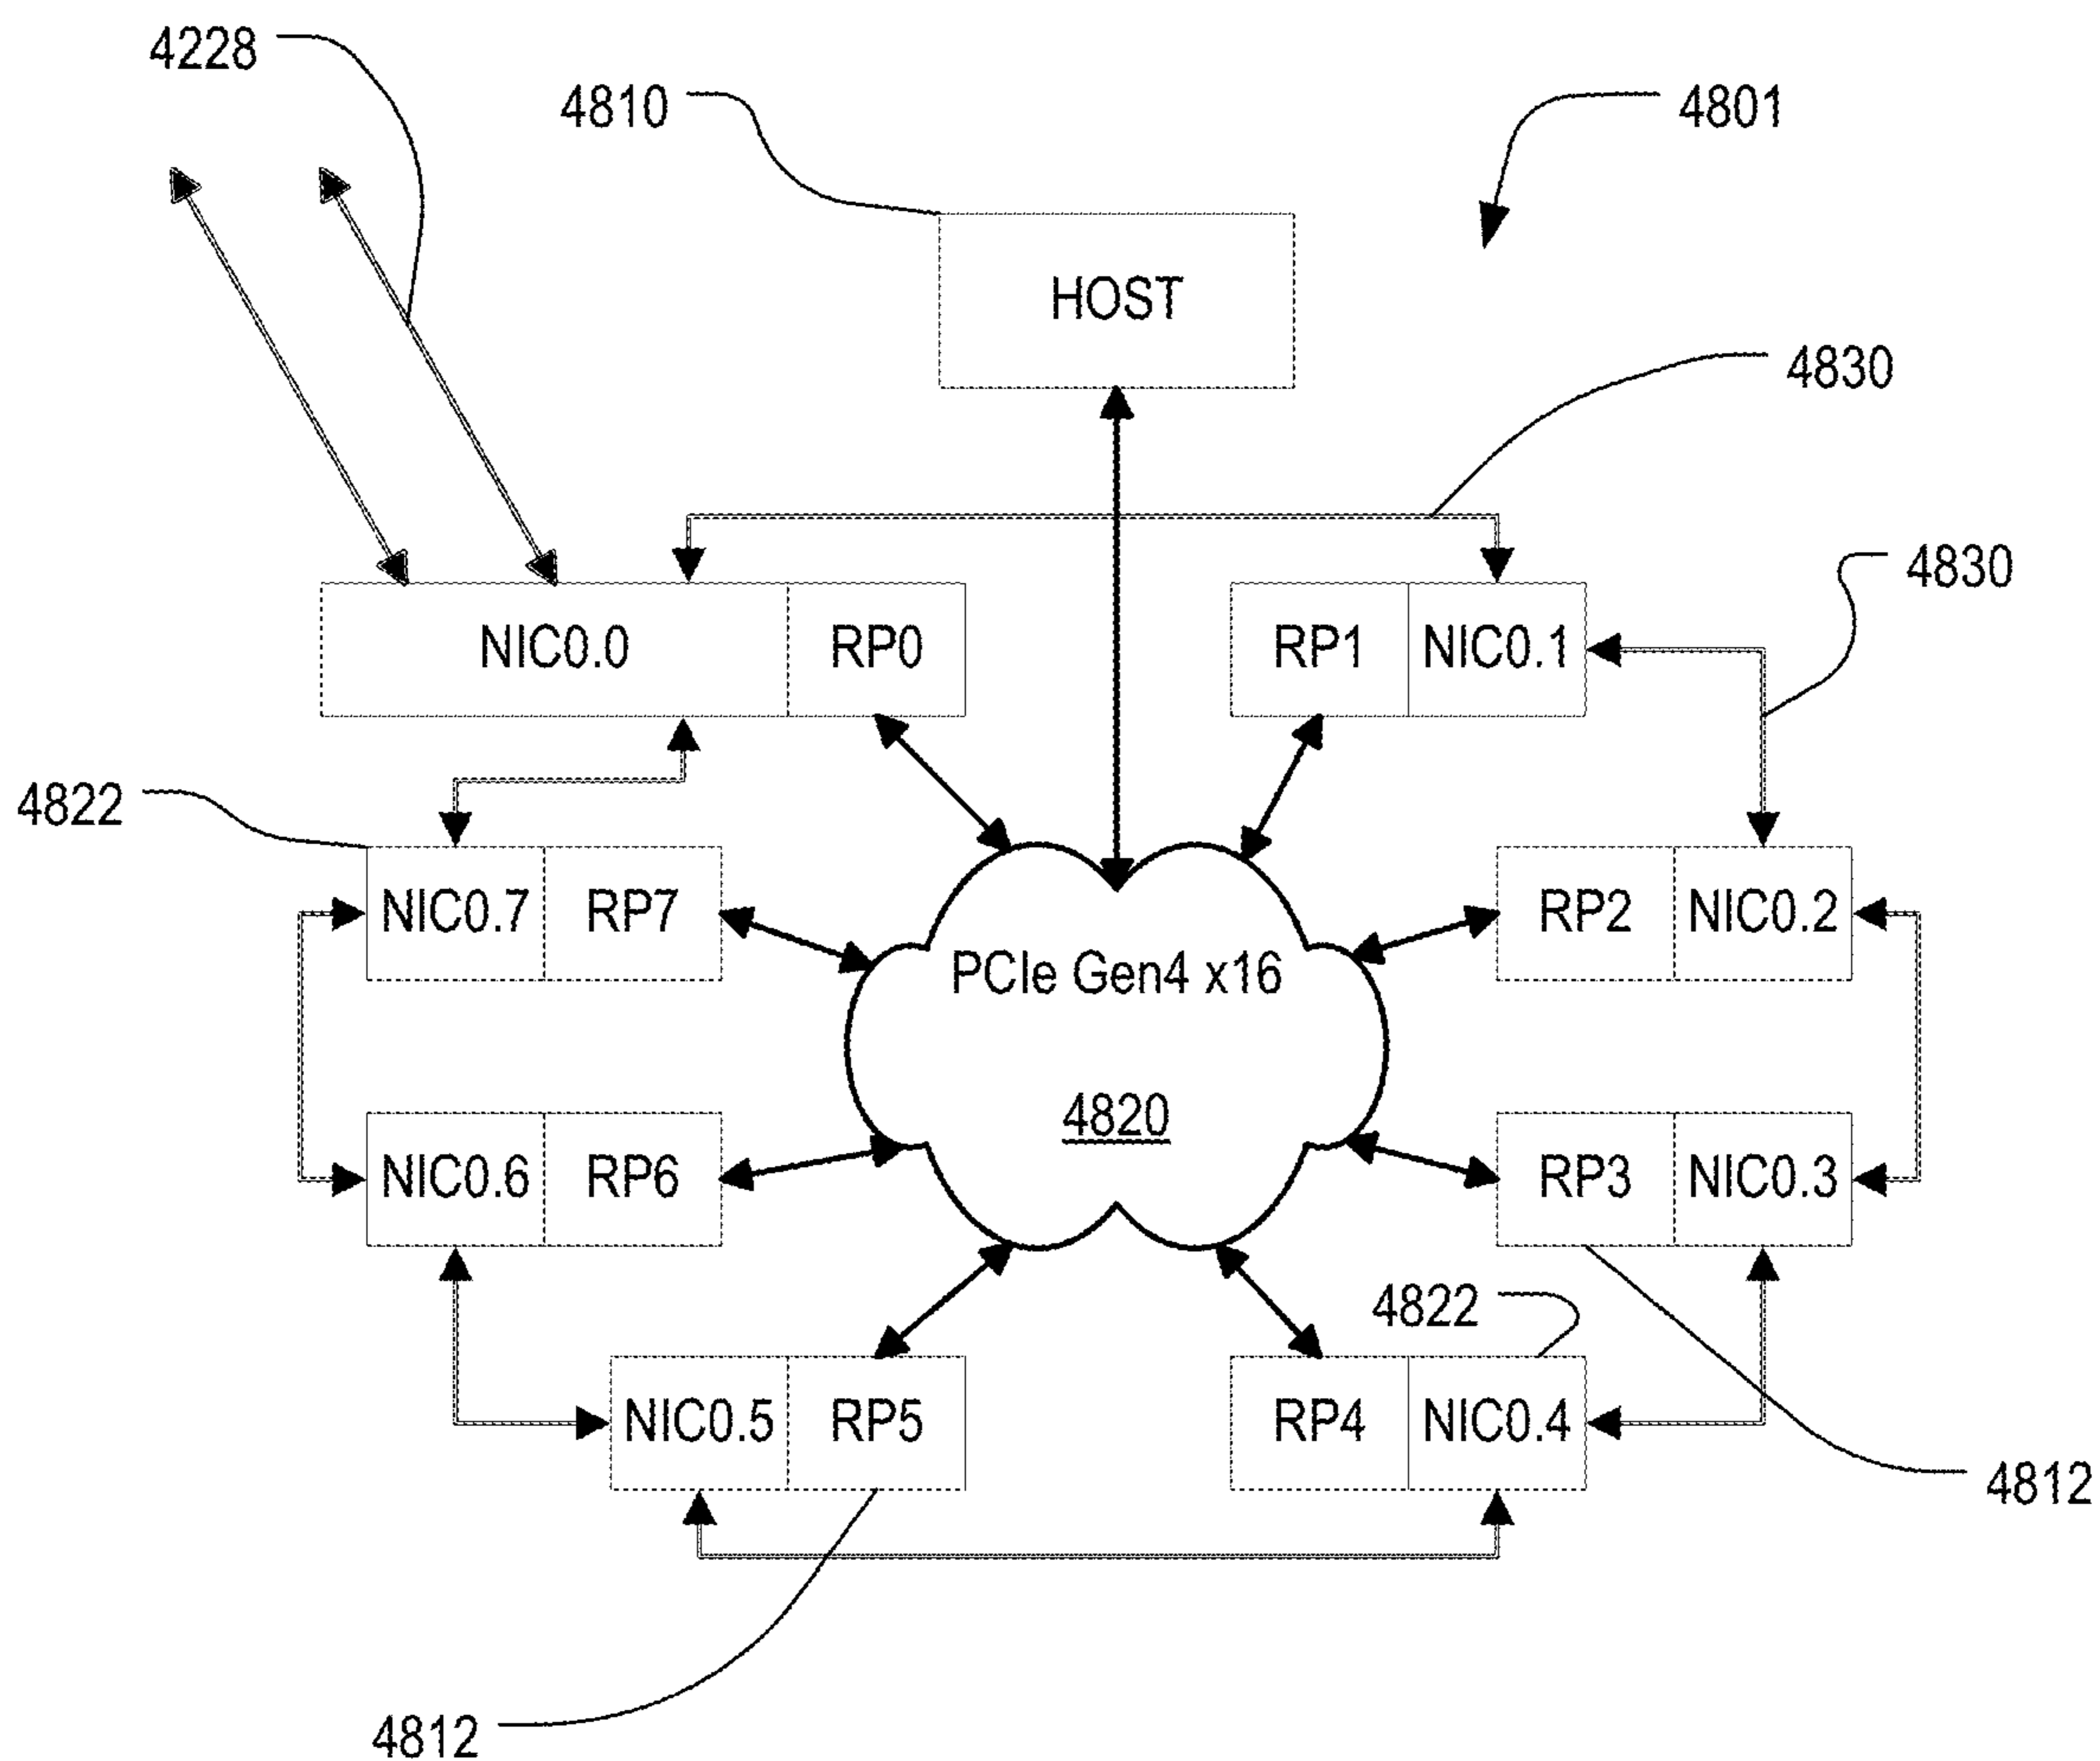 4228
4810
4801
HOST
4830
4830
NIC0.0 RP0
RP1 NIC0.1
4822
NIC0.7 RP7
RP2 NIC0.2
PCIe Gen4 x16
4820
NIC0.6 RP6
RP3 NIC0.3
4822
NIC0.5 RP5
RP4 NIC0.4
4812
4812